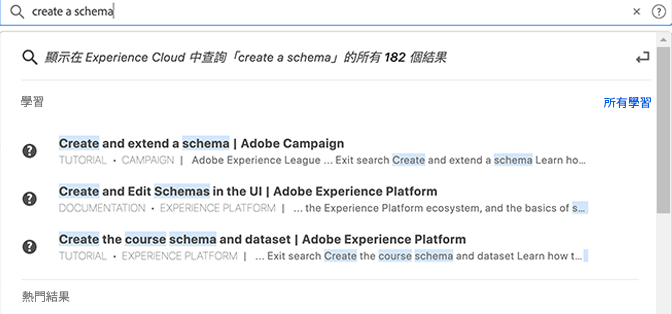 create a schema
顯示在 Experience Cloud 中查詢「create a schema」的所有 182 個結果
學習
所有學習
Create and extend a schema | Adobe Campaign
TUTORIAL • CAMPAIGN | Adobe Experience League ... Exit search Create and extend a schema Learn ho...
Create and Edit Schemas in the UI | Adobe Experience Platform
DOCUMENTATION • EXPERIENCE PLATFORM | ... the Experience Platform ecosystem, and the basics of s...
Create the course schema and dataset | Adobe Experience Platform
TUTORIAL • EXPERIENCE PLATFORM | ... Exit search Create the course schema and dataset Learn how t...
熱門結果